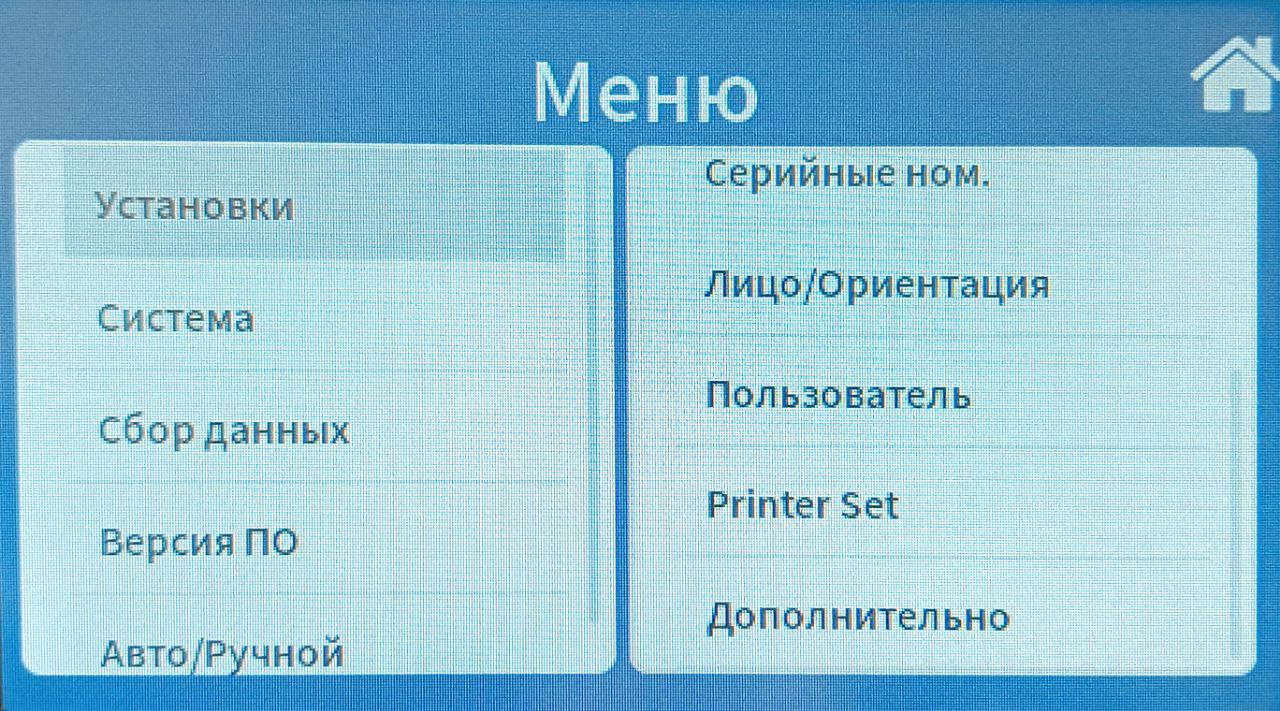 Меню
Установки
Система
Сбор данных
Версия ПО
Авто/Ручной
Серийные ном.
Лицо/Ориентация
Пользователь
Printer Set
Дополнительно